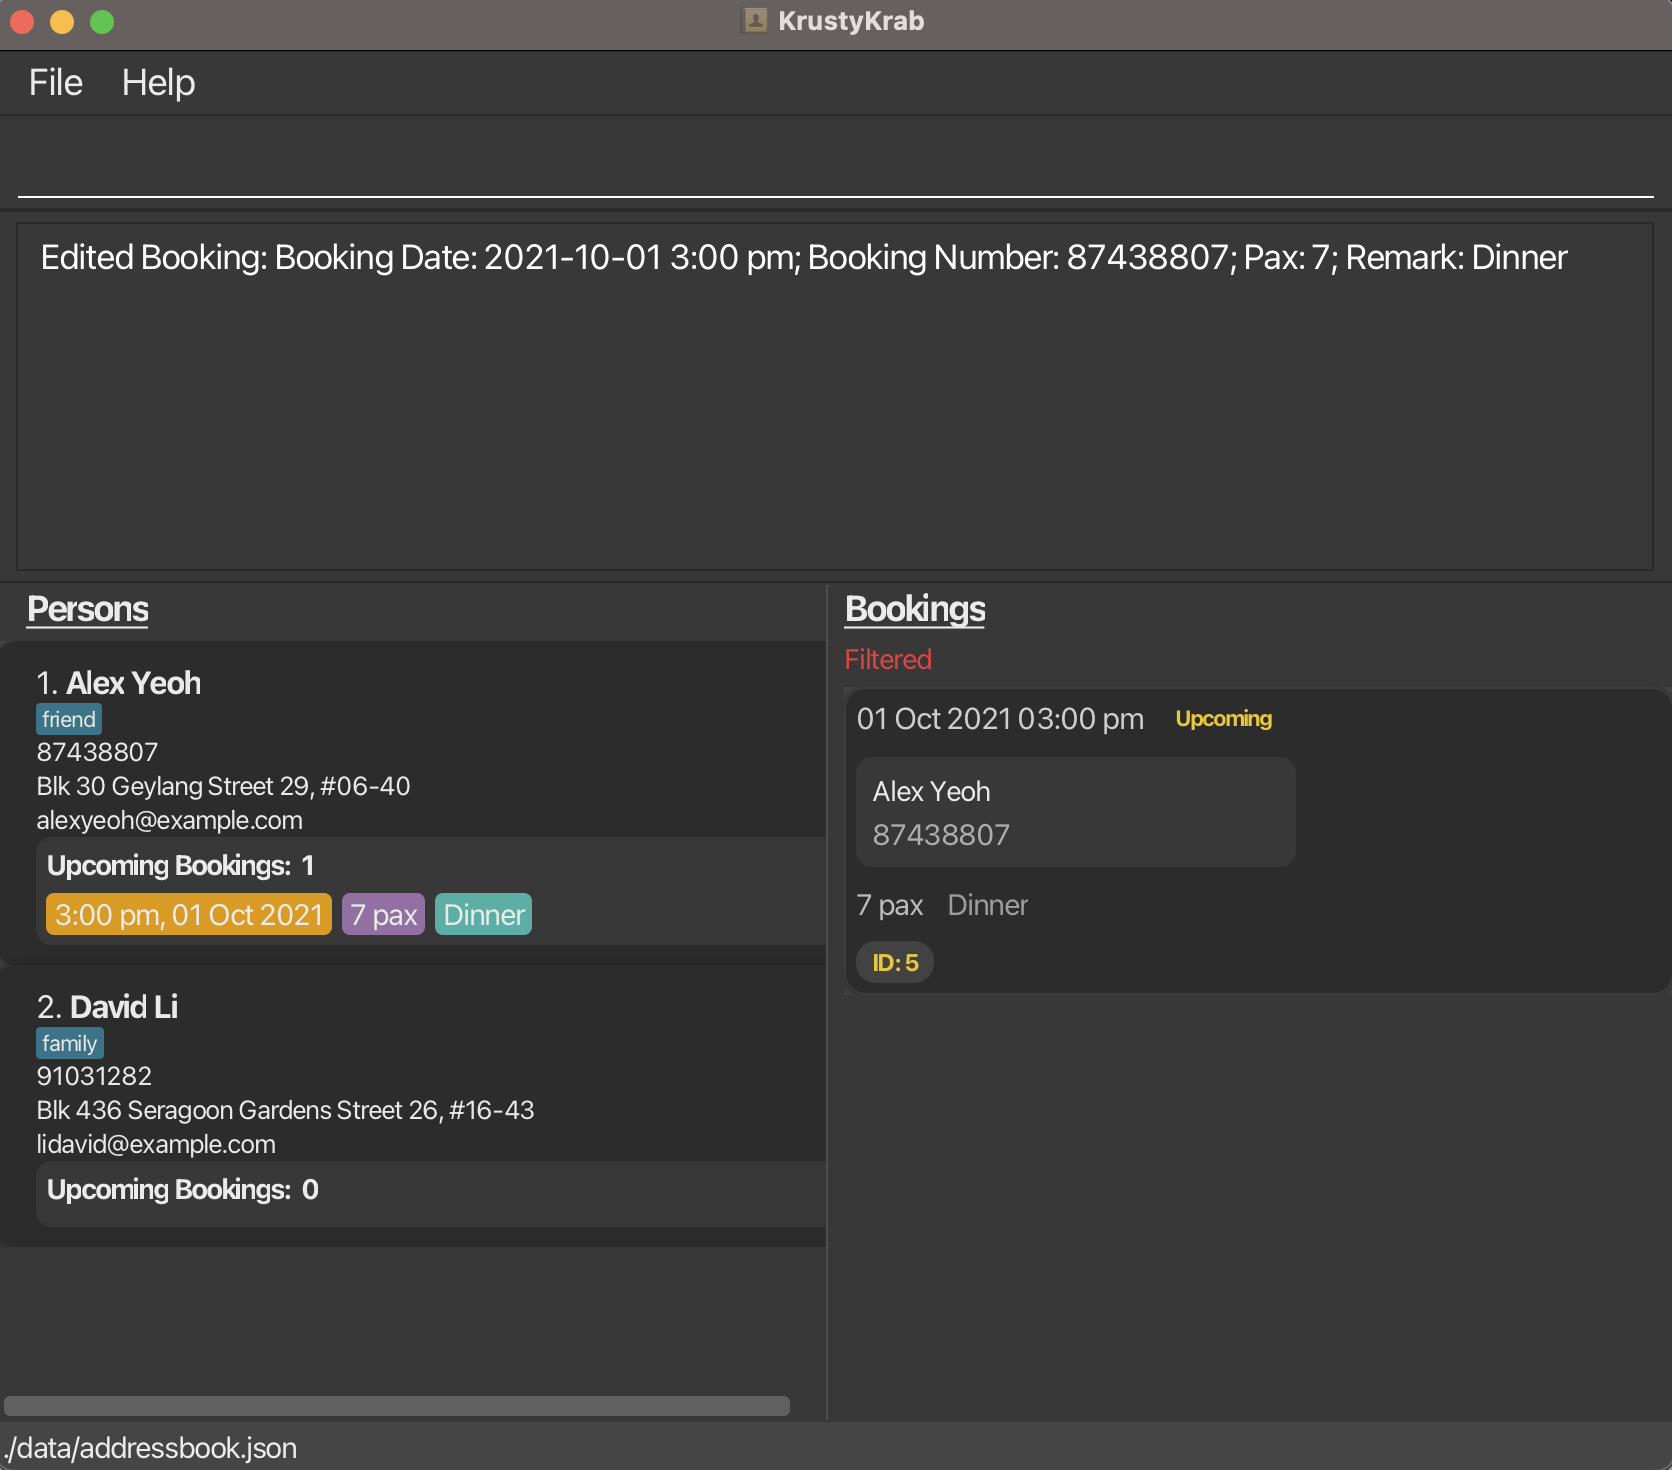 KrustyKrab
File Help
Edited Booking: Booking Date: 2021-10-01 3:00 pm; Booking Number: 87438807; Pax: 7; Remark: Dinner
Persons
1. Alex Yeoh
friend
87438807
Blk 30 Geylang Street 29, #06-40
alexyeoh@example.com
Upcoming Bookings: 1
3:00 pm, 01 Oct 2021 7 pax Dinner
2. David Li
family
91031282
Blk 436 Seragoon Gardens Street 26, #16-43
lidavid@example.com
Upcoming Bookings: 0
Bookings
Filtered
01 Oct 2021 03:00 pm Upcoming
Alex Yeoh
87438807
7 pax Dinner
ID: 5
./data/addressbook.json